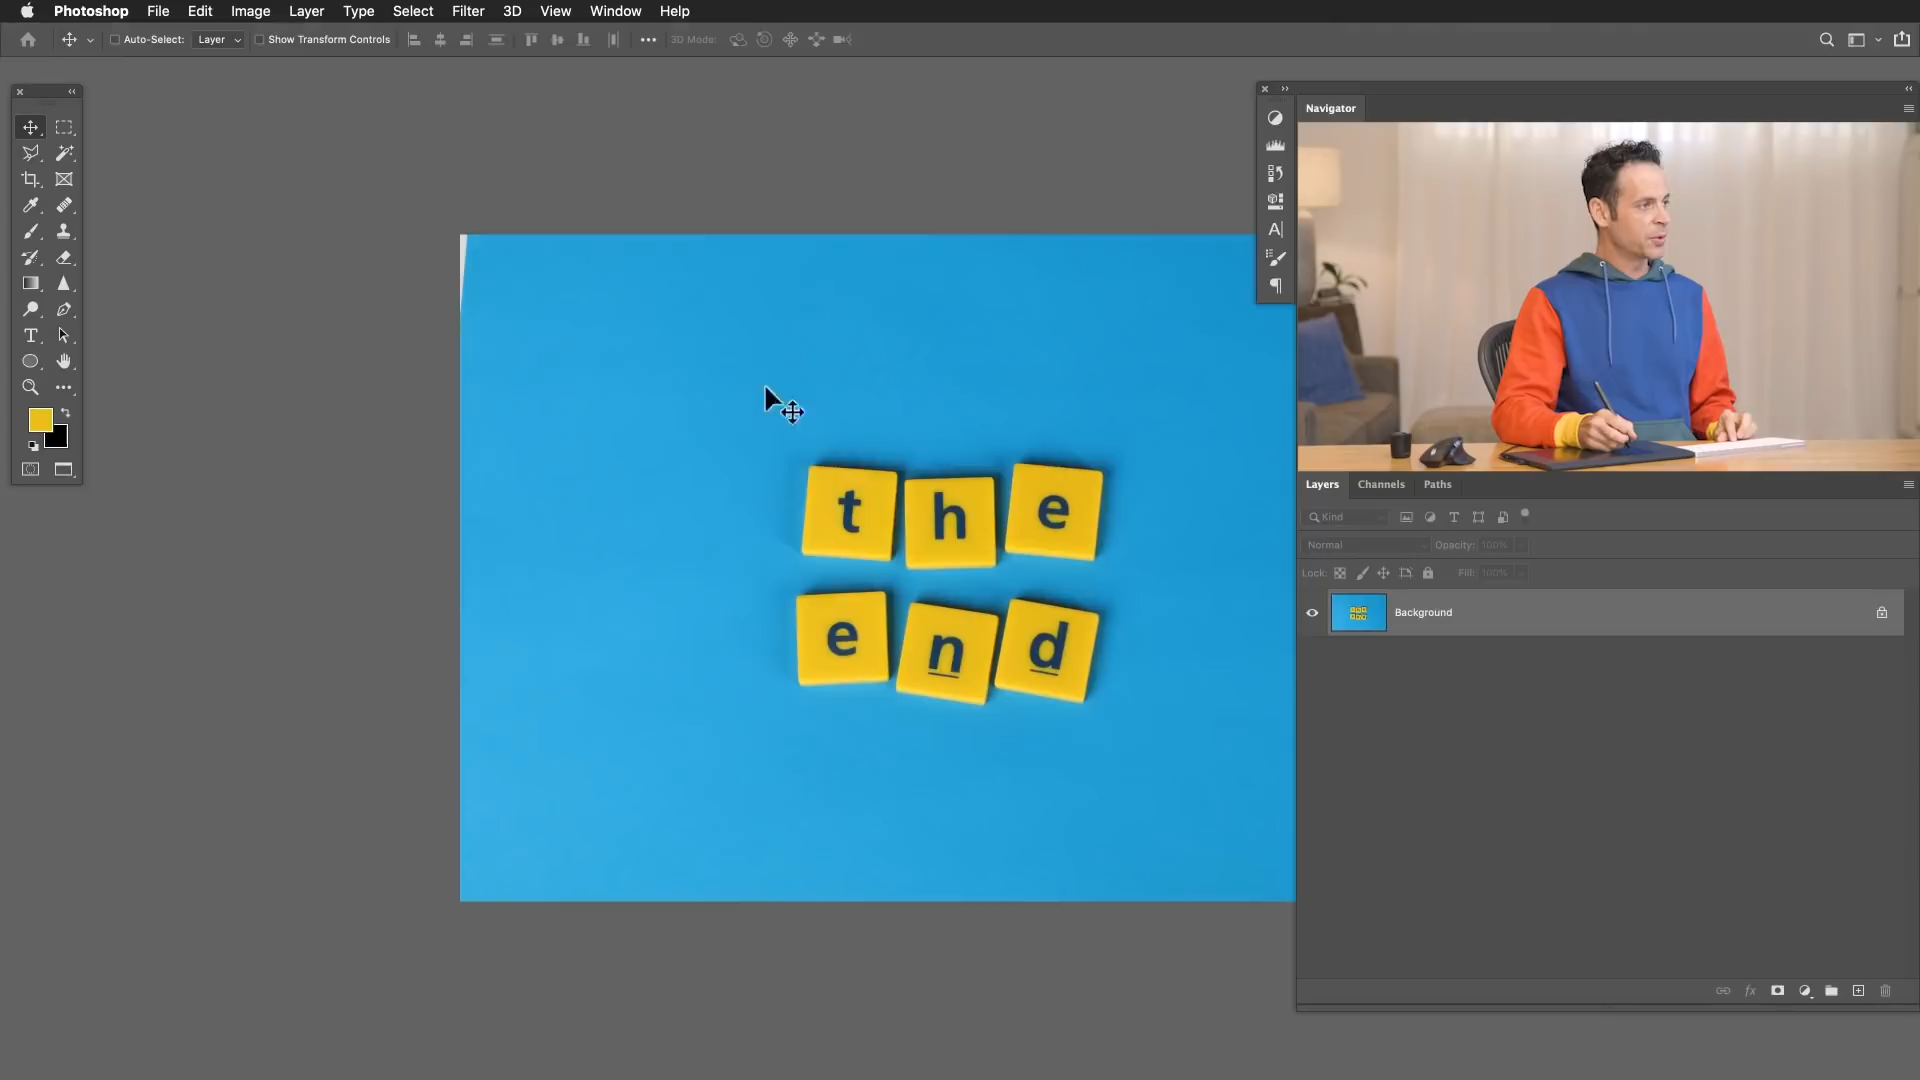 Photoshop File Edit Image Layer Type Select Filter 3D View Window Help
Auto-Select: Layer Show Transform Controls 3D Mode:
Navigator
the
end
Layers Channels Paths
Kind
Normal Opacity: 100%
Lock: Fill: 100%
Background